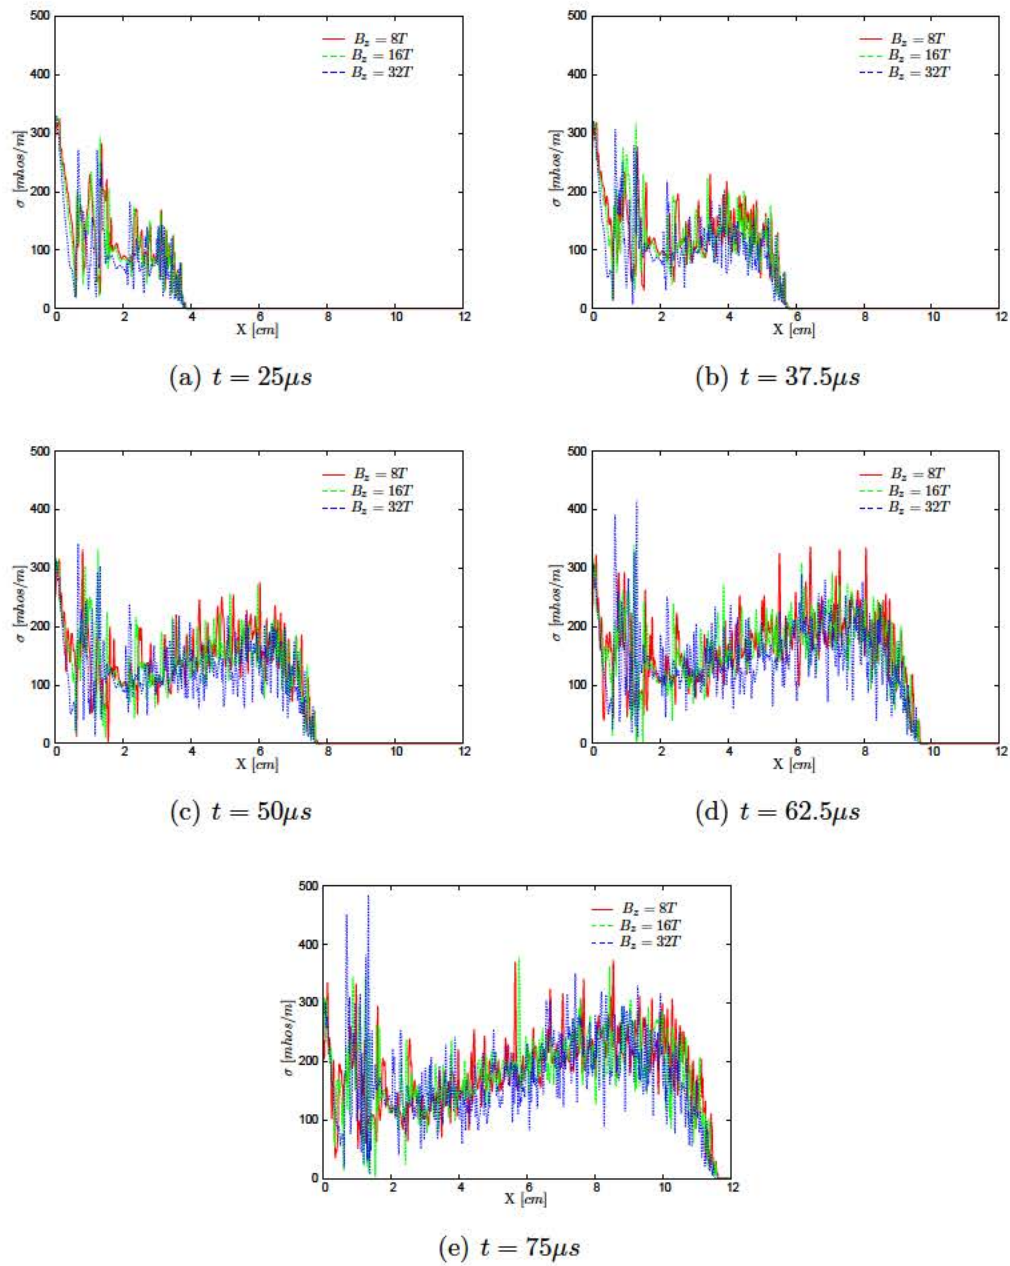 500
400
300
200
100
0
σ [mhos/m]
B_z = 8T
B_z = 16T
B_z = 32T
0 2 4 6 8 10 12
X [cm]
(a) t = 25μs
500
400
300
200
100
0
σ [mhos/m]
B_z = 8T
B_z = 16T
B_z = 32T
0 2 4 6 8 10 12
X [cm]
(b) t = 37.5μs
500
400
300
200
100
0
σ [mhos/m]
B_z = 8T
B_z = 16T
B_z = 32T
0 2 4 6 8 10 12
X [cm]
(c) t = 50μs
500
400
300
200
100
0
σ [mhos/m]
B_z = 8T
B_z = 16T
B_z = 32T
0 2 4 6 8 10 12
X [cm]
(d) t = 62.5μs
500
400
300
200
100
0
σ [mhos/m]
B_z = 8T
B_z = 16T
B_z = 32T
0 2 4 6 8 10 12
X [cm]
(e) t = 75μs